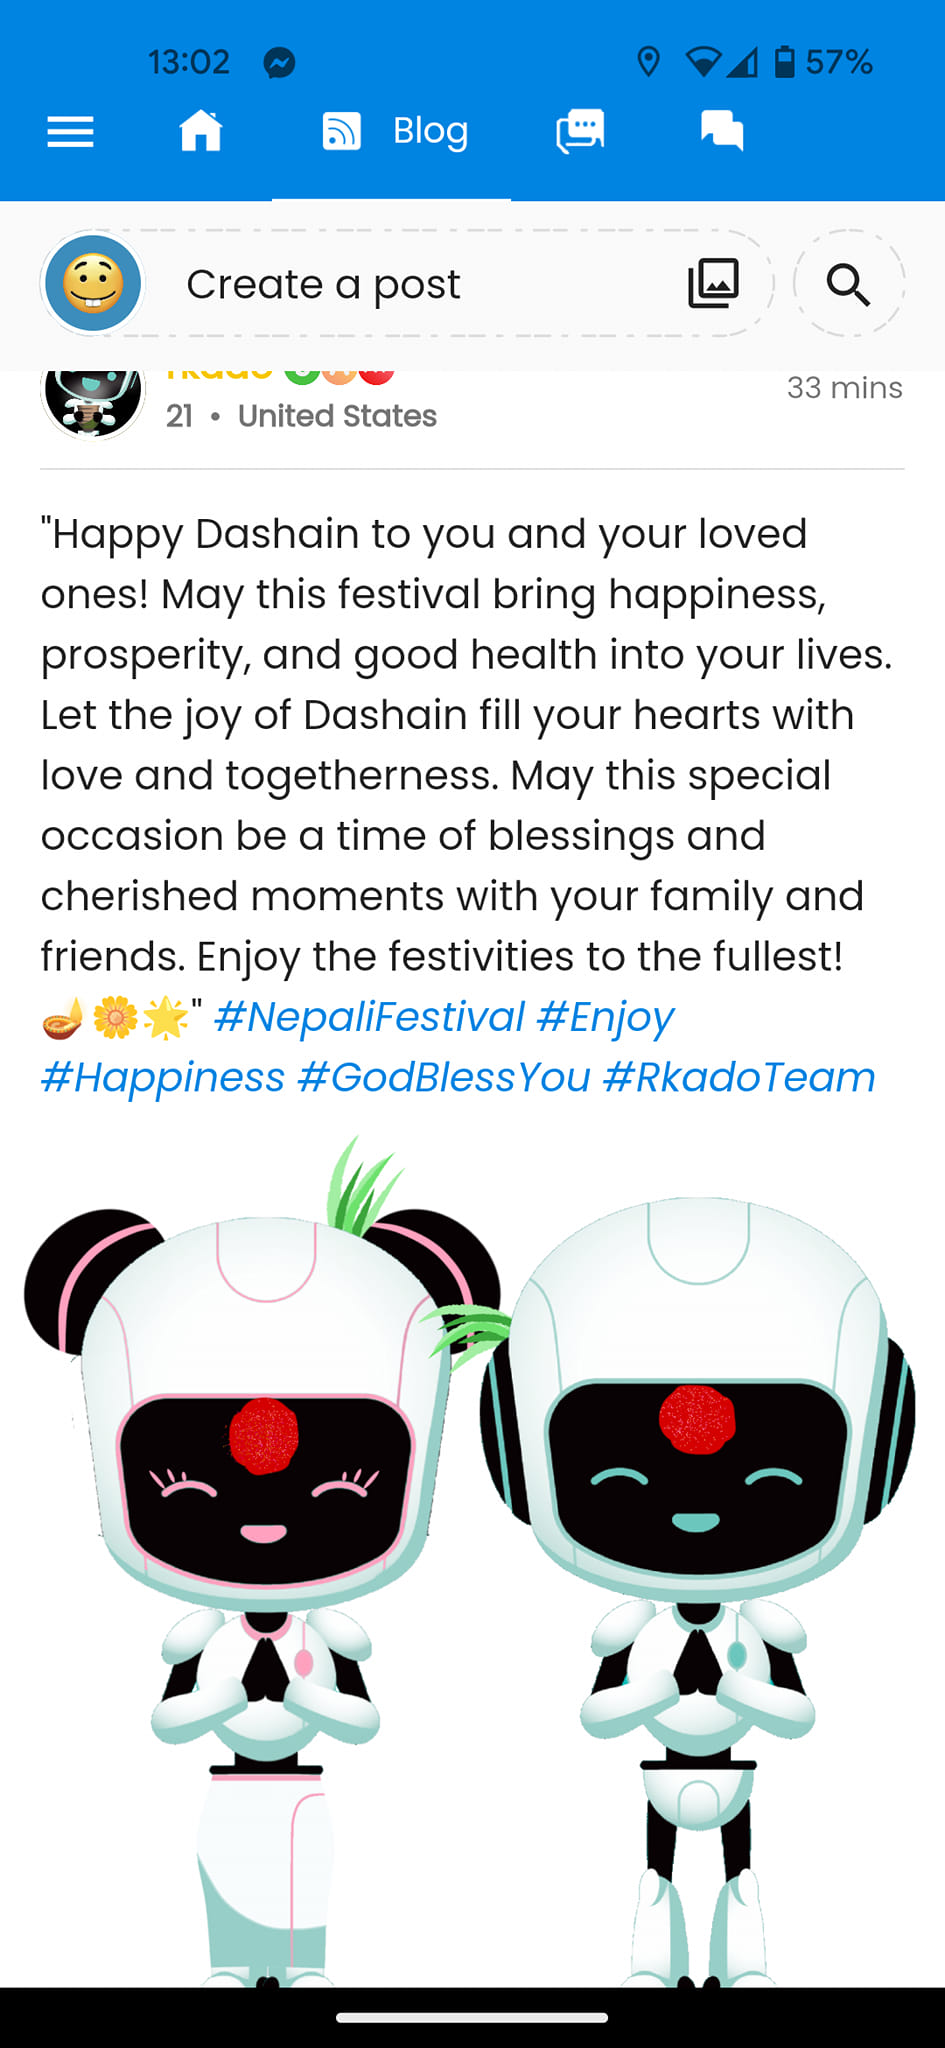 13:02 57%
Blog
Create a post
rkado
33 mins
21 • United States
"Happy Dashain to you and your loved
ones! May this festival bring happiness,
prosperity, and good health into your lives.
Let the joy of Dashain fill your hearts with
love and togetherness. May this special
occasion be a time of blessings and
cherished moments with your family and
friends. Enjoy the festivities to the fullest!
🪔🌼🌟" #NepaliFestival #Enjoy
#Happiness #GodBlessYou #RkadoTeam